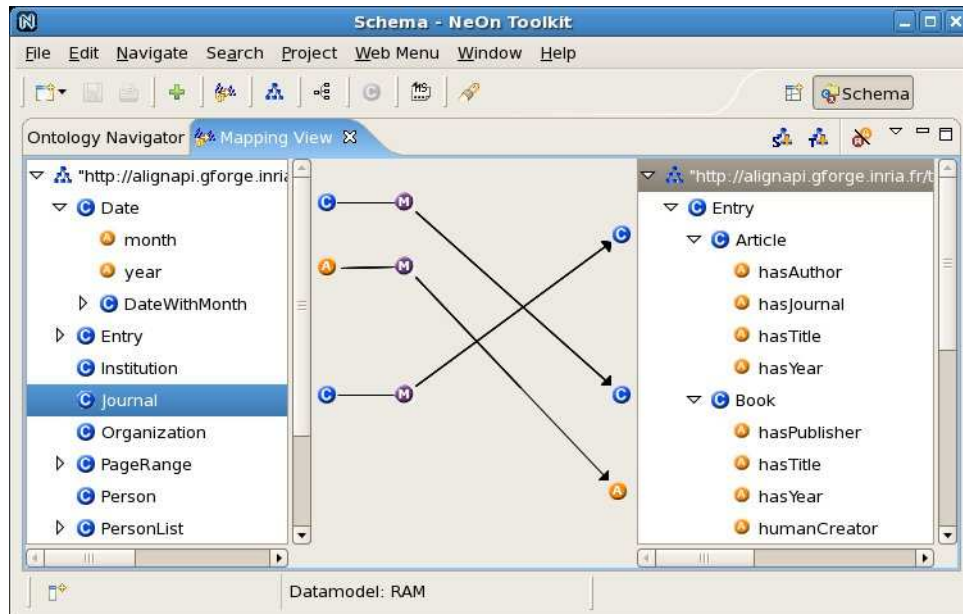 Schema - NeOn Toolkit
File Edit Navigate Search Project Web Menu Window Help
Schema
Ontology Navigator Mapping View
"http://alignapi.gforge.inria
Date
month
year
DateWithMonth
Entry
Institution
Journal
Organization
PageRange
Person
PersonList
C M
A M
C M
C
C
A
"http://alignapi.gforge.inria.fr/t
Entry
Article
hasAuthor
hasJournal
hasTitle
hasYear
Book
hasPublisher
hasTitle
hasYear
humanCreator
Datamodel: RAM